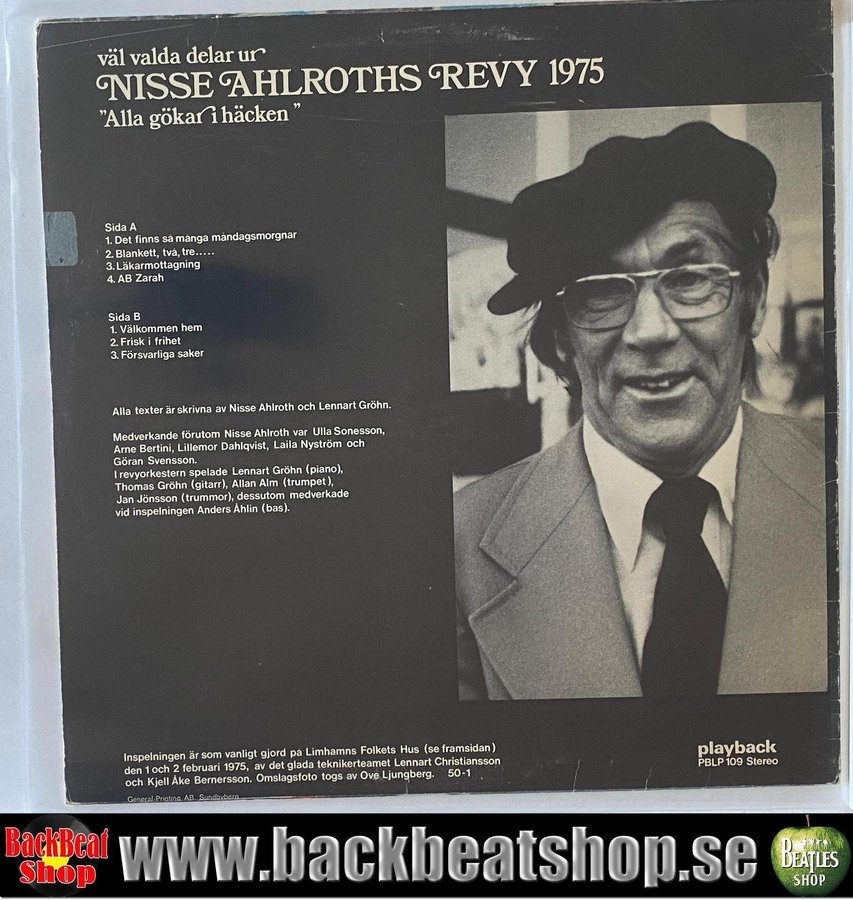 väl valda delar ur
NISSE AHLROTHS REVY 1975
"Alla gökar i häcken"
Sida A
1. Det finns så många måndagsmorgnar
2. Blankett, två, tre.....
3. Läkarmottagning
4. AB Zarah
Sida B
1. Välkommen hem
2. Frisk i frihet
3. Försvarliga saker
Alla texter är skrivna av Nisse Ahlroth och Lennart Gröhn.
Medverkande förutom Nisse Ahlroth var Ulla Sonesson,
Arne Bertini, Lillemor Dahlqvist, Laila Nyström och
Göran Svensson.
I revyorkestern spelade Lennart Gröhn (piano),
Thomas Gröhn (gitarr), Allan Alm (trumpet),
Jan Jönsson (trummor), dessutom medverkade
vid inspelningen Anders Åhlin (bas).
Inspelningen är som vanligt gjord på Limhamns Folkets Hus (se framsidan)
den 1 och 2 februari 1975, av det glada teknikerteamet Lennart Christiansson
och Kjell Åke Bernersson. Omslagsfoto togs av Ove Ljungberg. 50-1
General Printing AB, Sundbyberg
playback
PBLP 109 Stereo
BackBeat
Shop
www.backbeatshop.se
BEATLES
SHOP